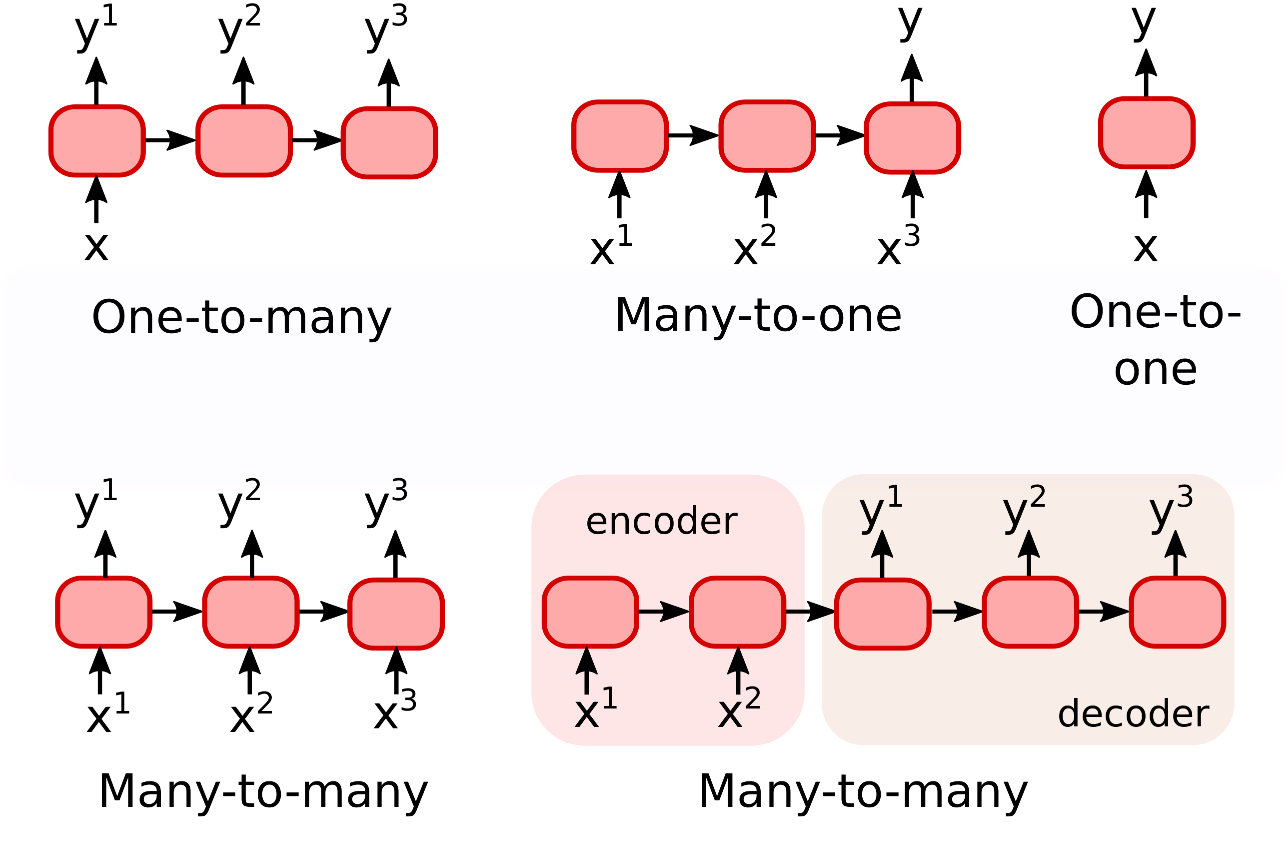 y¹ y² y³
x
One-to-many
y
x¹ x² x³
Many-to-one
y
x
One-to-
one
y¹ y² y³
x¹ x² x³
Many-to-many
encoder
x¹ x²
y¹ y² y³
decoder
Many-to-many